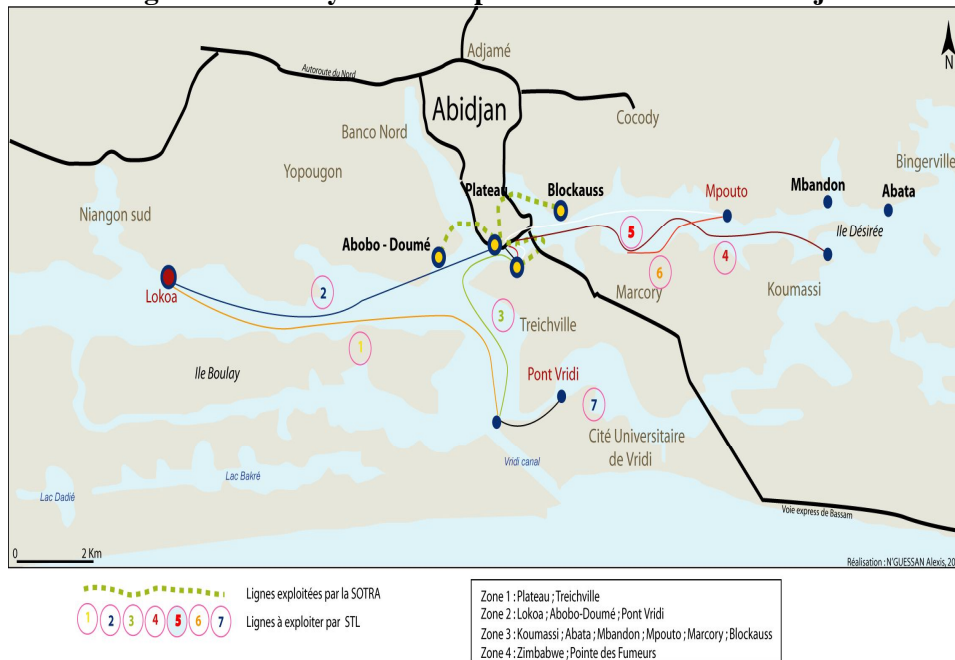 Adjamé
N
Autoroute du Nord
Abidjan
Cocody
Banco Nord
Bingerville
Yopougon
Plateau
Blockauss
Mpouto
Mbandon
Abata
Niangon sud
Ile Désirée
Abobo - Doumé
5
4
6
Lokoa
2
Marcory
Koumassi
3
Treichville
1
Ile Boulay
Pont Vridi
7
Cité Universitaire
de Vridi
Vridi canal
Lac Bakré
Lac Dadié
Voie express de Bassam
0 2 Km
Réalisation : N'GUESSAN Alexis, 20
Lignes exploitées par la SOTRA
1 2 3 4 5 6 7 Lignes à exploiter par STL
Zone 1 : Plateau ; Treichville
Zone 2 : Lokoa ; Abobo-Doumé ; Pont Vridi
Zone 3 : Koumassi ; Abata ; Mbandon ; Mpouto ; Marcory ; Blockauss
Zone 4 : Zimbabwe ; Pointe des Fumeurs